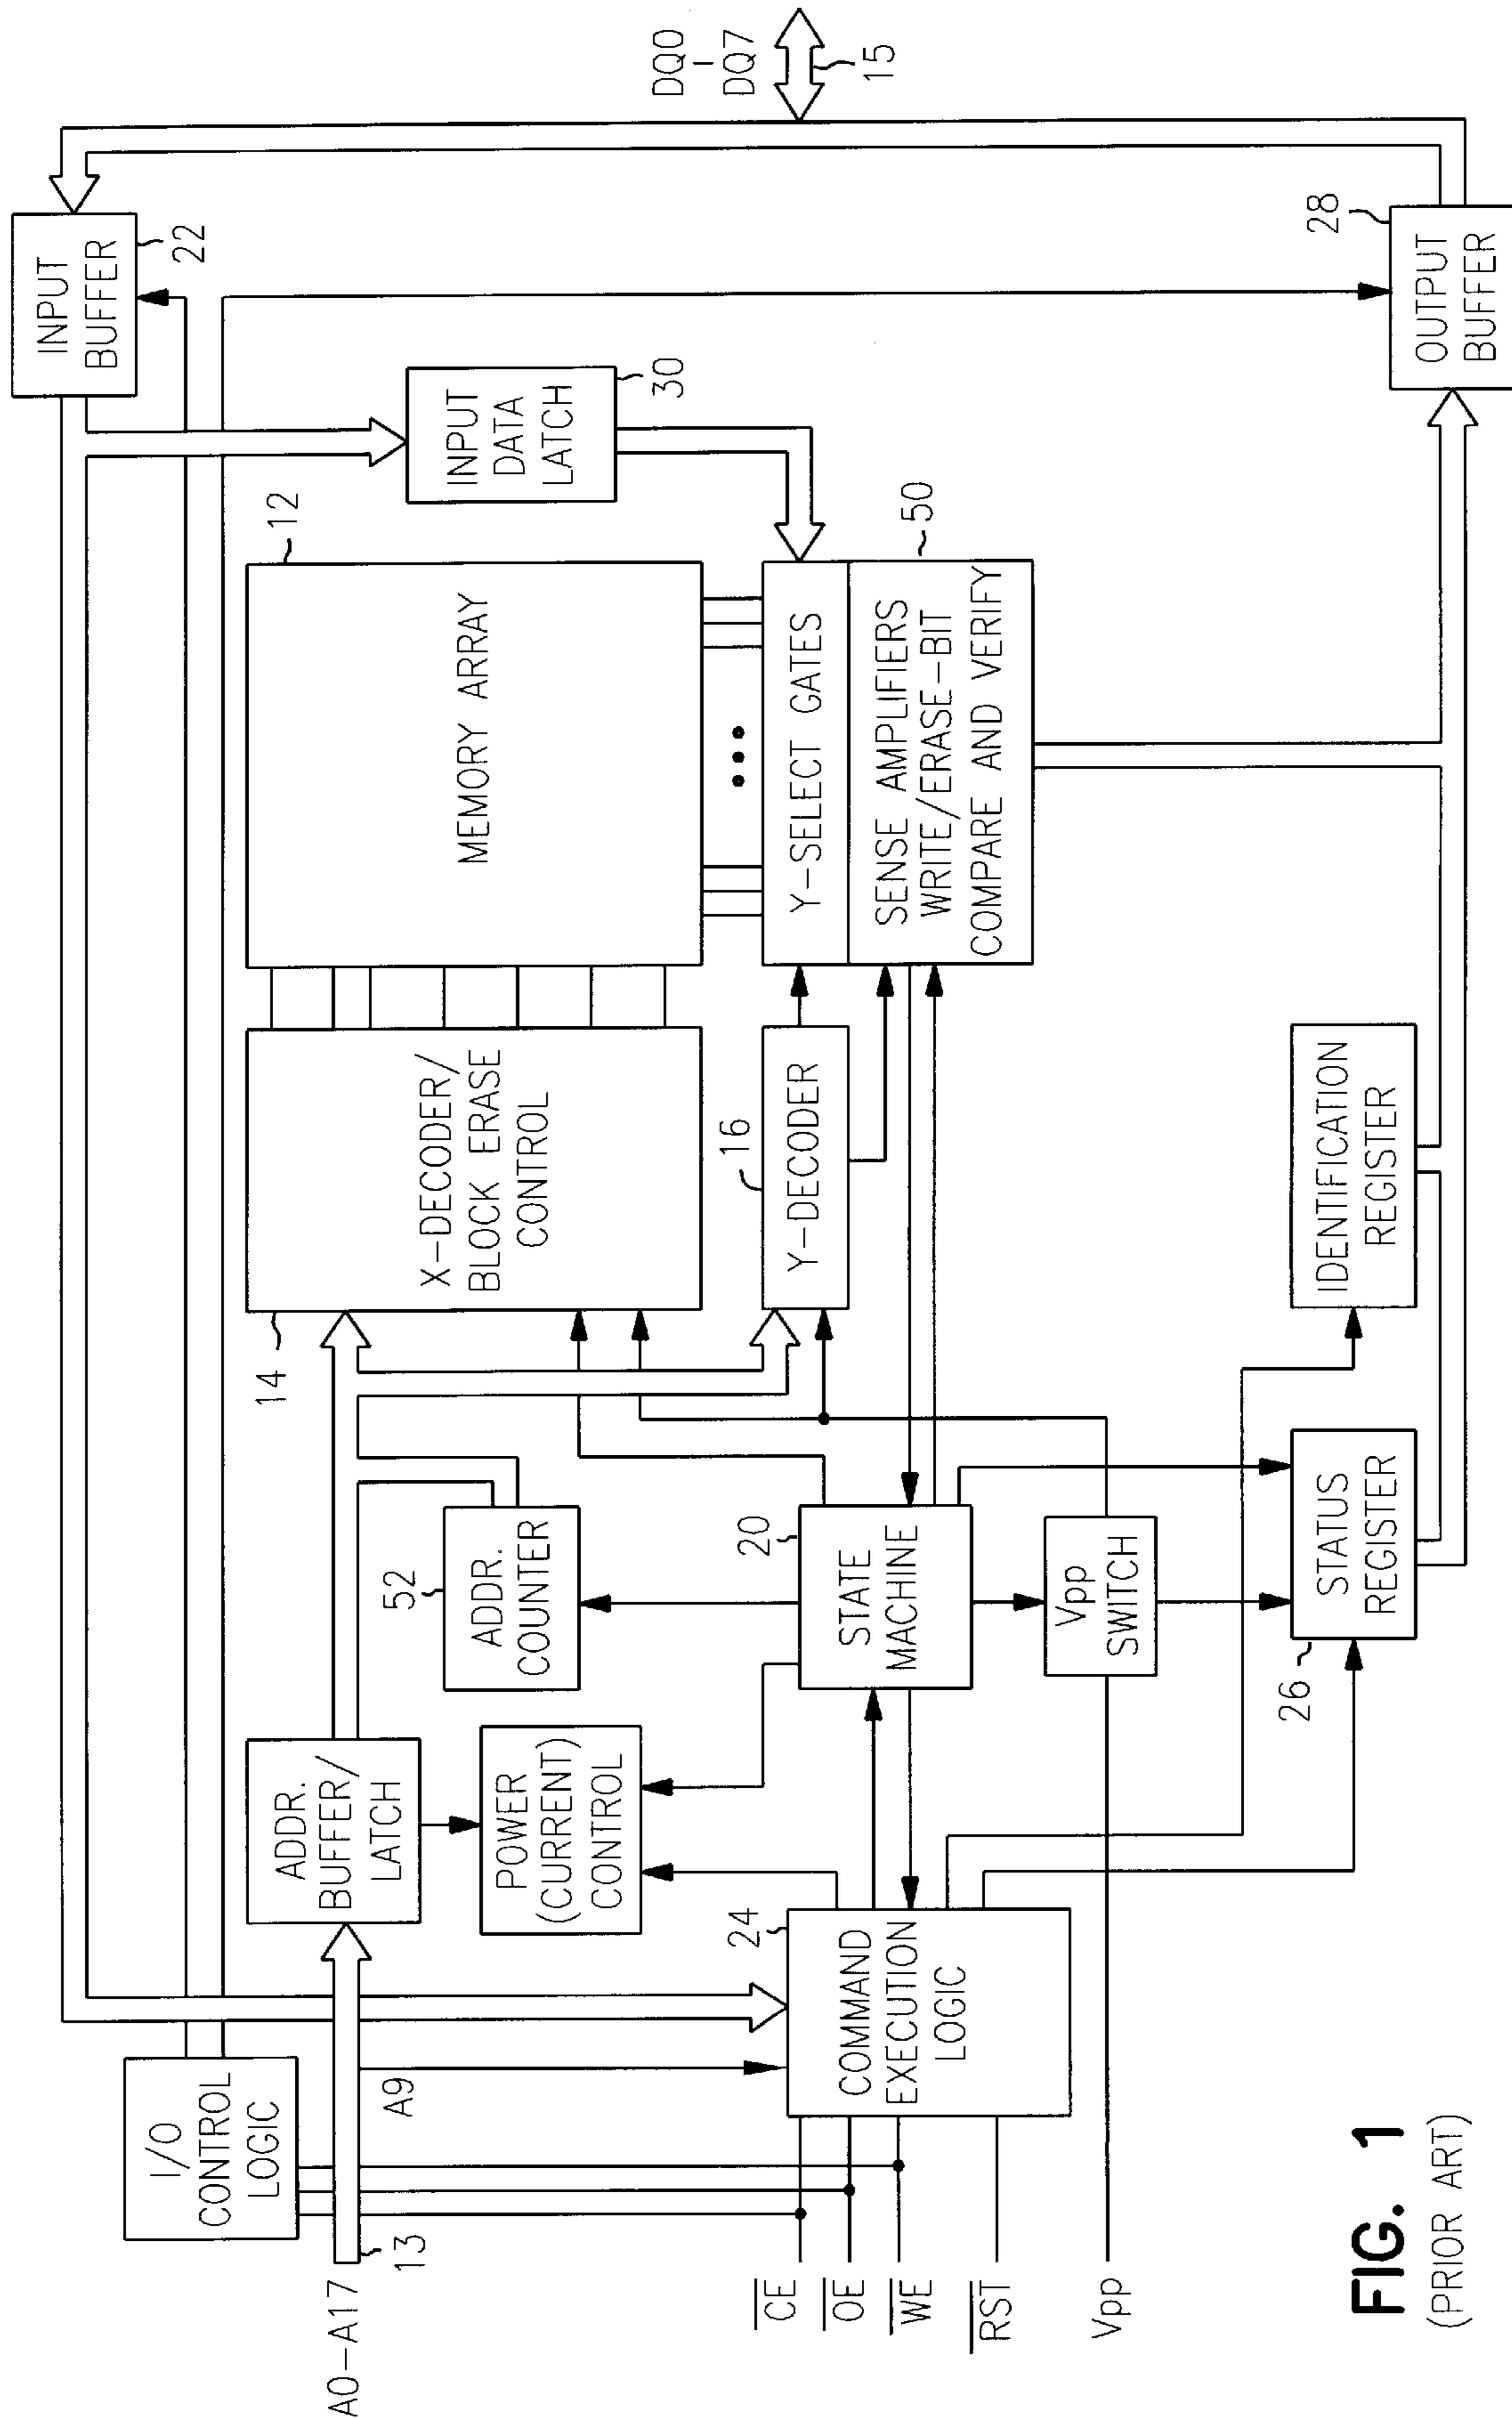 I/O
CONTROL
LOGIC
INPUT
BUFFER
22
A0-A17
13
A9
ADDR.
BUFFER/
LATCH
14
X-DECODER/
BLOCK ERASE
CONTROL
12
MEMORY ARRAY
INPUT
DATA
LATCH
30
DQ0
-
DQ7
15
POWER
(CURRENT)
CONTROL
52
ADDR.
COUNTER
16
Y-DECODER
Y-SELECT GATES
50
SENSE AMPLIFIERS
WRITE/ERASE-BIT
COMPARE AND VERIFY
CE
OE
WE
RST
Vpp
24
COMMAND
EXECUTION
LOGIC
20
STATE
MACHINE
Vpp
SWITCH
26
STATUS
REGISTER
IDENTIFICATION
REGISTER
28
OUTPUT
BUFFER
FIG. 1
(PRIOR ART)